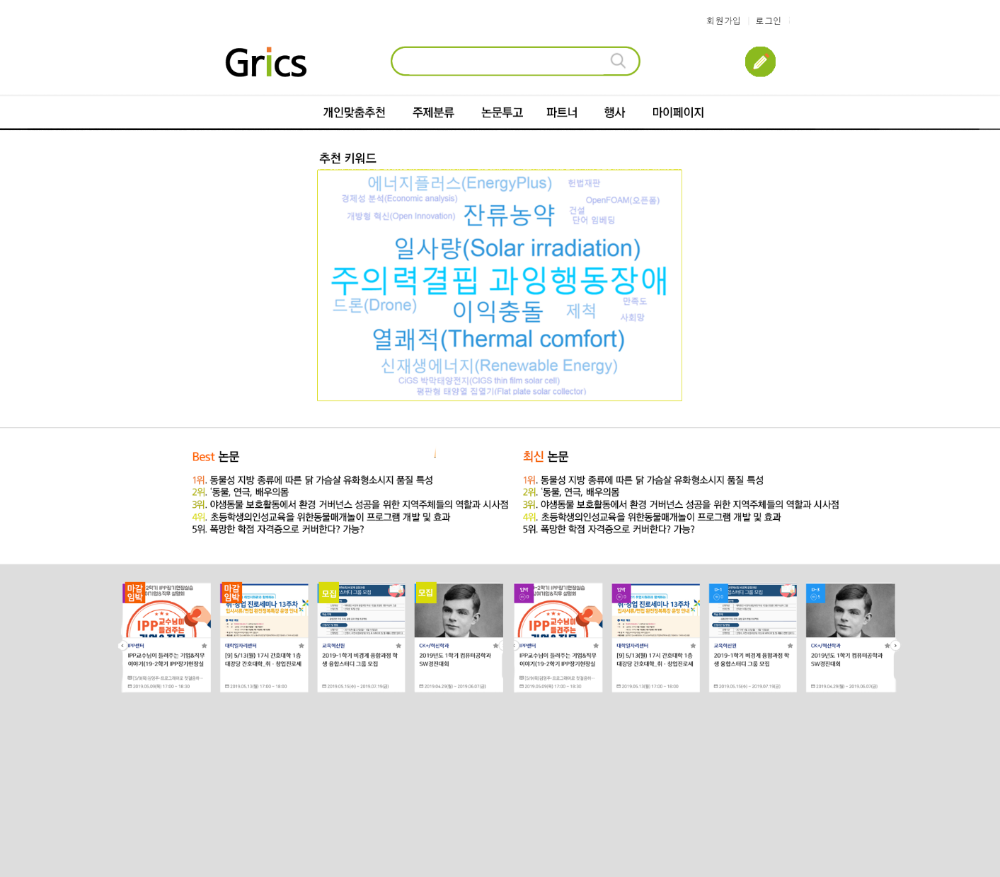 회원가입
로그인
Grics
개인맞춤추천
주제분류
논문투고
파트너
행사
마이페이지
추천 키워드
에너지플러스(EnergyPlus)
헌법재판
경제성 분석(Economic analysis)
OpenFOAM(오픈폼)
개방형 혁신(Open Innovation)
잔류농약
건설
단어 임베딩
일사량(Solar irradiation)
주의력결핍 과잉행동장애
드론(Drone)
이익충돌
제척
만족도
사회망
열쾌적(Thermal comfort)
신재생에너지(Renewable Energy)
CiGS 박막태양전지(CIGS thin film solar cell)
평판형 태양열 집열기(Flat plate solar collector)
Best 논문
1위. 동물성 지방 종류에 따른 닭 가슴살 유화형소시지 품질 특성
2위. '동물, 연극, 배우의몸
3위. 야생동물 보호활동에서 환경 거버넌스 성공을 위한 지역주체들의 역할과 시사점
4위. 초등학생의인성교육을 위한동물매개놀이 프로그램 개발 및 효과
5위. 폭망한 학점 자격증으로 커버한다? 가능?
최신 논문
1위. 동물성 지방 종류에 따른 닭 가슴살 유화형소시지 품질 특성
2위. '동물, 연극, 배우의몸
3위. 야생동물 보호활동에서 환경 거버넌스 성공을 위한 지역주체들의 역할과 시사점
4위. 초등학생의인성교육을 위한동물매개놀이 프로그램 개발 및 효과
5위. 폭망한 학점 자격증으로 커버한다? 가능?
마감
임박
2학기 IPP장기현장실습
여기업&직무 설명회
IPP교수님이
들려주는
기업&직무
IPP센터
IPP교수님이 들려주는 기업&직무
이야기(19-2학기 IPP장기현장실
2019.05.09(목) 17:00 ~ 18:30
마감
임박
취·창업 진로세미나 13주차
입사서류/면접 완전정복특강 운영 안내
대학일자리센터
[9] 5/13(월) 17시 간호대학 1층
대강당 간호대학_취 · 창업진로세
2019.05.13(월) 17:00 ~ 18:00
모집
스터디 그룹 모집
교육혁신원
2019-1학기 비경계 융합과정 학
생 융합스터디 그룹 모집
2019.05.15(수) ~ 2019.07.19(금)
모집
CK+/혁신학과
2019년도 1학기 컴퓨터공학과
SW경진대회
2019.04.29(월) ~ 2019.06.07(금)
임박
0
-2학기 IPP장기현장실습
여기업&직무 설명회
IPP교수님이
들려주는
기업&직무
IPP센터
IPP교수님이 들려주는 기업&직무
이야기(19-2학기 IPP장기현장실
2019.05.09(목) 17:00 ~ 18:30
임박
0
취·창업 진로세미나 13주차
입사서류/면접 완전정복특강 운영 안내
대학일자리센터
[9] 5/13(월) 17시 간호대학 1층
대강당 간호대학_취 · 창업진로세
2019.05.13(월) 17:00 ~ 18:00
D-1
0
스터디 그룹 모집
교육혁신원
2019-1학기 비경계 융합과정 학
생 융합스터디 그룹 모집
2019.05.15(수) ~ 2019.07.19(금)
D-3
5
CK+/혁신학과
2019년도 1학기 컴퓨터공학과
SW경진대회
2019.04.29(월) ~ 2019.06.07(금)